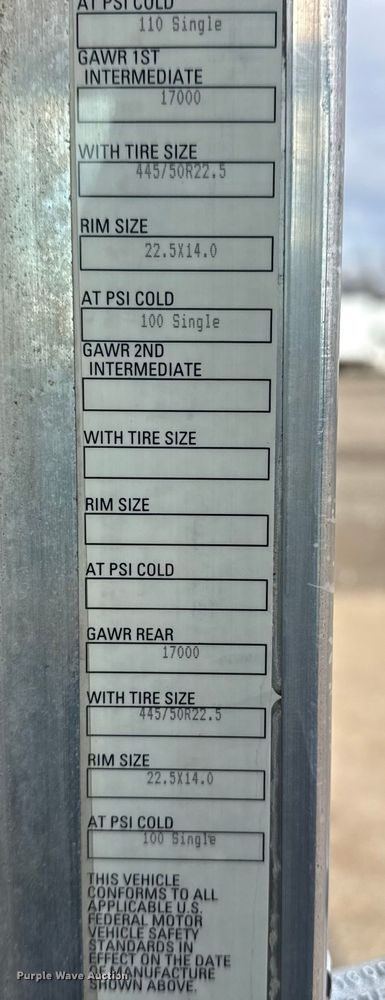 AT PSI COLD
110 Single
GAWR 1ST
INTERMEDIATE
17000
WITH TIRE SIZE
445/50R22.5
RIM SIZE
22.5X14.0
AT PSI COLD
100 Single
GAWR 2ND
INTERMEDIATE
WITH TIRE SIZE
RIM SIZE
AT PSI COLD
GAWR REAR
17000
WITH TIRE SIZE
445/50R22.5
RIM SIZE
22.5X14.0
AT PSI COLD
100 Single
THIS VEHICLE
CONFORMS TO ALL
APPLICABLE U.S.
FEDERAL MOTOR
VEHICLE SAFETY
STANDARDS IN
EFFECT ON THE DATE
MANUFACTURE
SHOWN ABOVE.
Purple Wave Auction